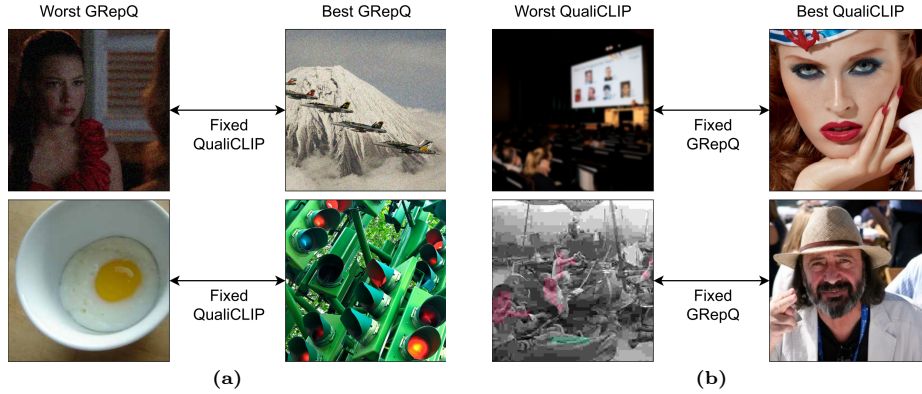 Worst GRepQ
Best GRepQ
Worst QualiCLIP
Best QualiCLIP
Fixed
QualiCLIP
Fixed
GRepQ
Fixed
QualiCLIP
Fixed
GRepQ
(a)
(b)